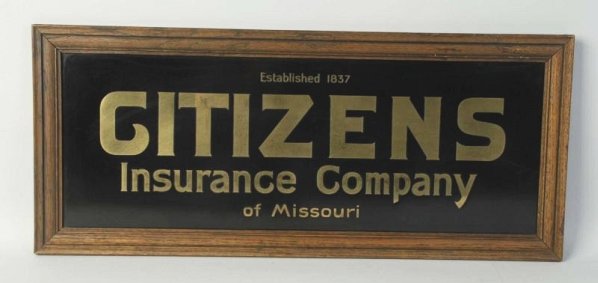 Established 1837
CITIZENS
Insurance Company
of Missouri